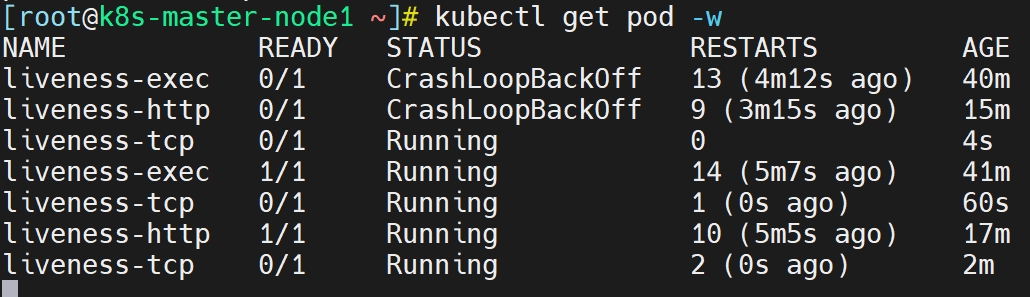 [root@k8s-master-node1 ~]# kubectl get pod -w
NAME READY STATUS RESTARTS AGE
liveness-exec 0/1 CrashLoopBackOff 13 (4m12s ago) 40m
liveness-http 0/1 CrashLoopBackOff 9 (3m15s ago) 15m
liveness-tcp 0/1 Running 0 4s
liveness-exec 1/1 Running 14 (5m7s ago) 41m
liveness-tcp 0/1 Running 1 (0s ago) 60s
liveness-http 1/1 Running 10 (5m5s ago) 17m
liveness-tcp 0/1 Running 2 (0s ago) 2m